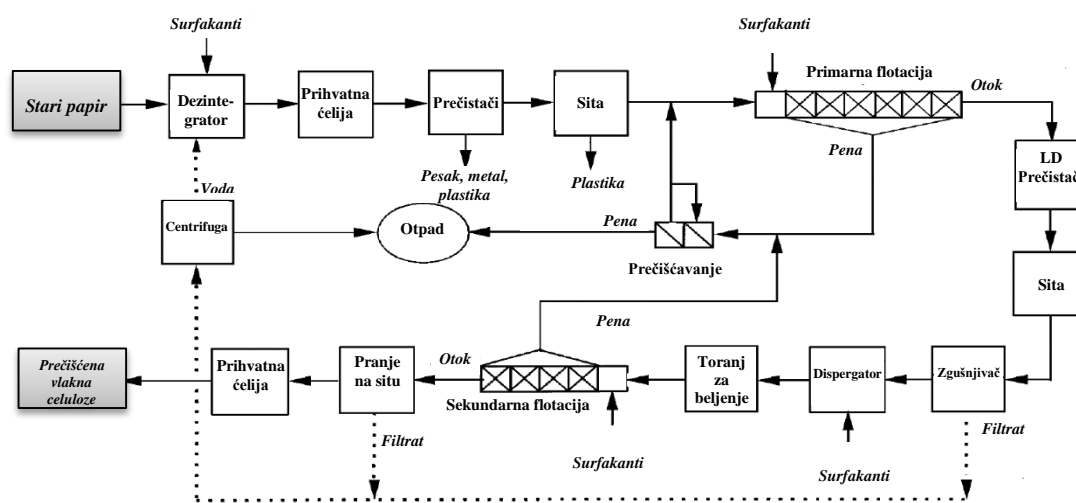 Surfakanti
Surfakanti
Stari papir
Dezinte-
grator
Prihvatna
ćelija
Prečistači
Sita
Primarna flotacija
Otok
Pesak, metal,
plastika
Plastika
Pena
LD
Prečistač
Voda
Centrifuga
Otpad
Pena
Prečišćavanje
Sita
Pena
Prečišćena
vlakna
celuloze
Prihvatna
ćelija
Pranje
na situ
Otok
Sekundarna flotacija
Toranj
za
beljenje
Dispergator
Zgušnjivač
Filtrat
Surfakanti
Surfakanti
Filtrat